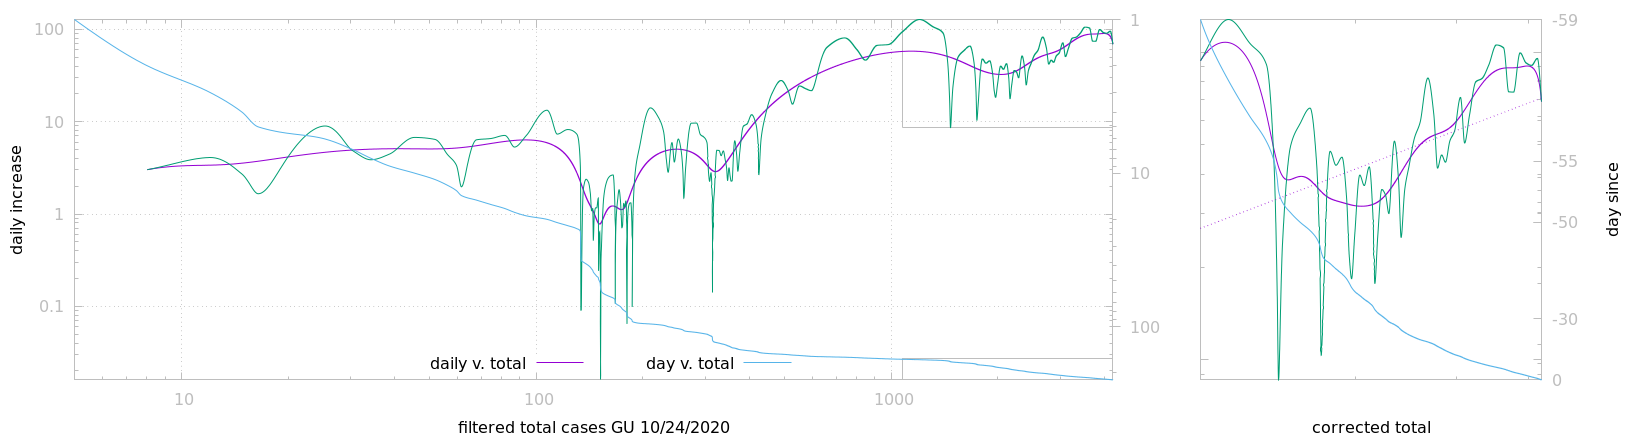 100
10
1
0.1
daily increase
daily v. total
day v. total
10
100
1000
filtered total cases GU 10/24/2020
1
10
100
-59
-55
-50
-30
0
day since
corrected total